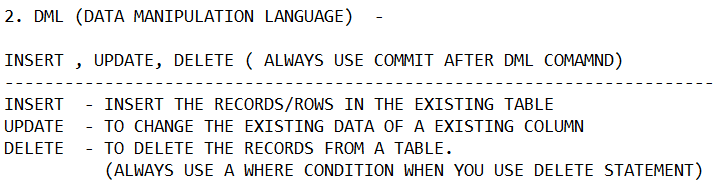 2. DML (DATA MANIPULATION LANGUAGE)  -
INSERT , UPDATE, DELETE ( ALWAYS USE COMMIT AFTER DML COMAMND)
-----------------------------------------------------------------------
INSERT  - INSERT THE RECORDS/ROWS IN THE EXISTING TABLE
UPDATE  - TO CHANGE THE EXISTING DATA OF A EXISTING COLUMN
DELETE  - TO DELETE THE RECORDS FROM A TABLE.
(ALWAYS USE A WHERE CONDITION WHEN YOU USE DELETE STATEMENT)